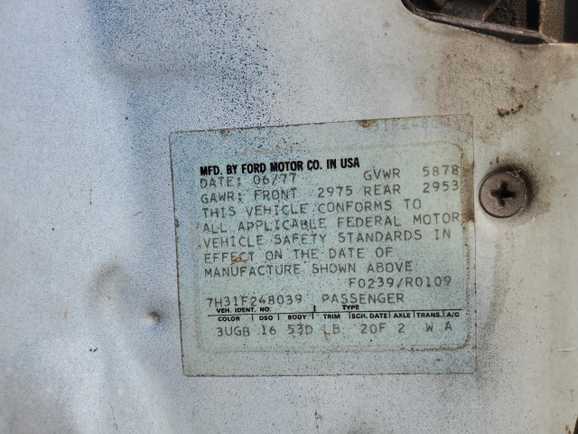 MFD. BY FORD MOTOR CO. IN USA
DATE: 06/77 GVWR 5878
GAWR: FRONT 2975 REAR 2953
THIS VEHICLE CONFORMS TO
ALL APPLICABLE FEDERAL MOTOR
VEHICLE SAFETY STANDARDS IN
EFFECT ON THE DATE OF
MANUFACTURE SHOWN ABOVE
F0239/R0109
7H31F248039 PASSENGER
VEH. IDENT. NO. TYPE
COLOR DSO BODY TRIM SCH. DATE AXLE TRANS. A/C
3UGB 16 53D LB 20F 2 W A